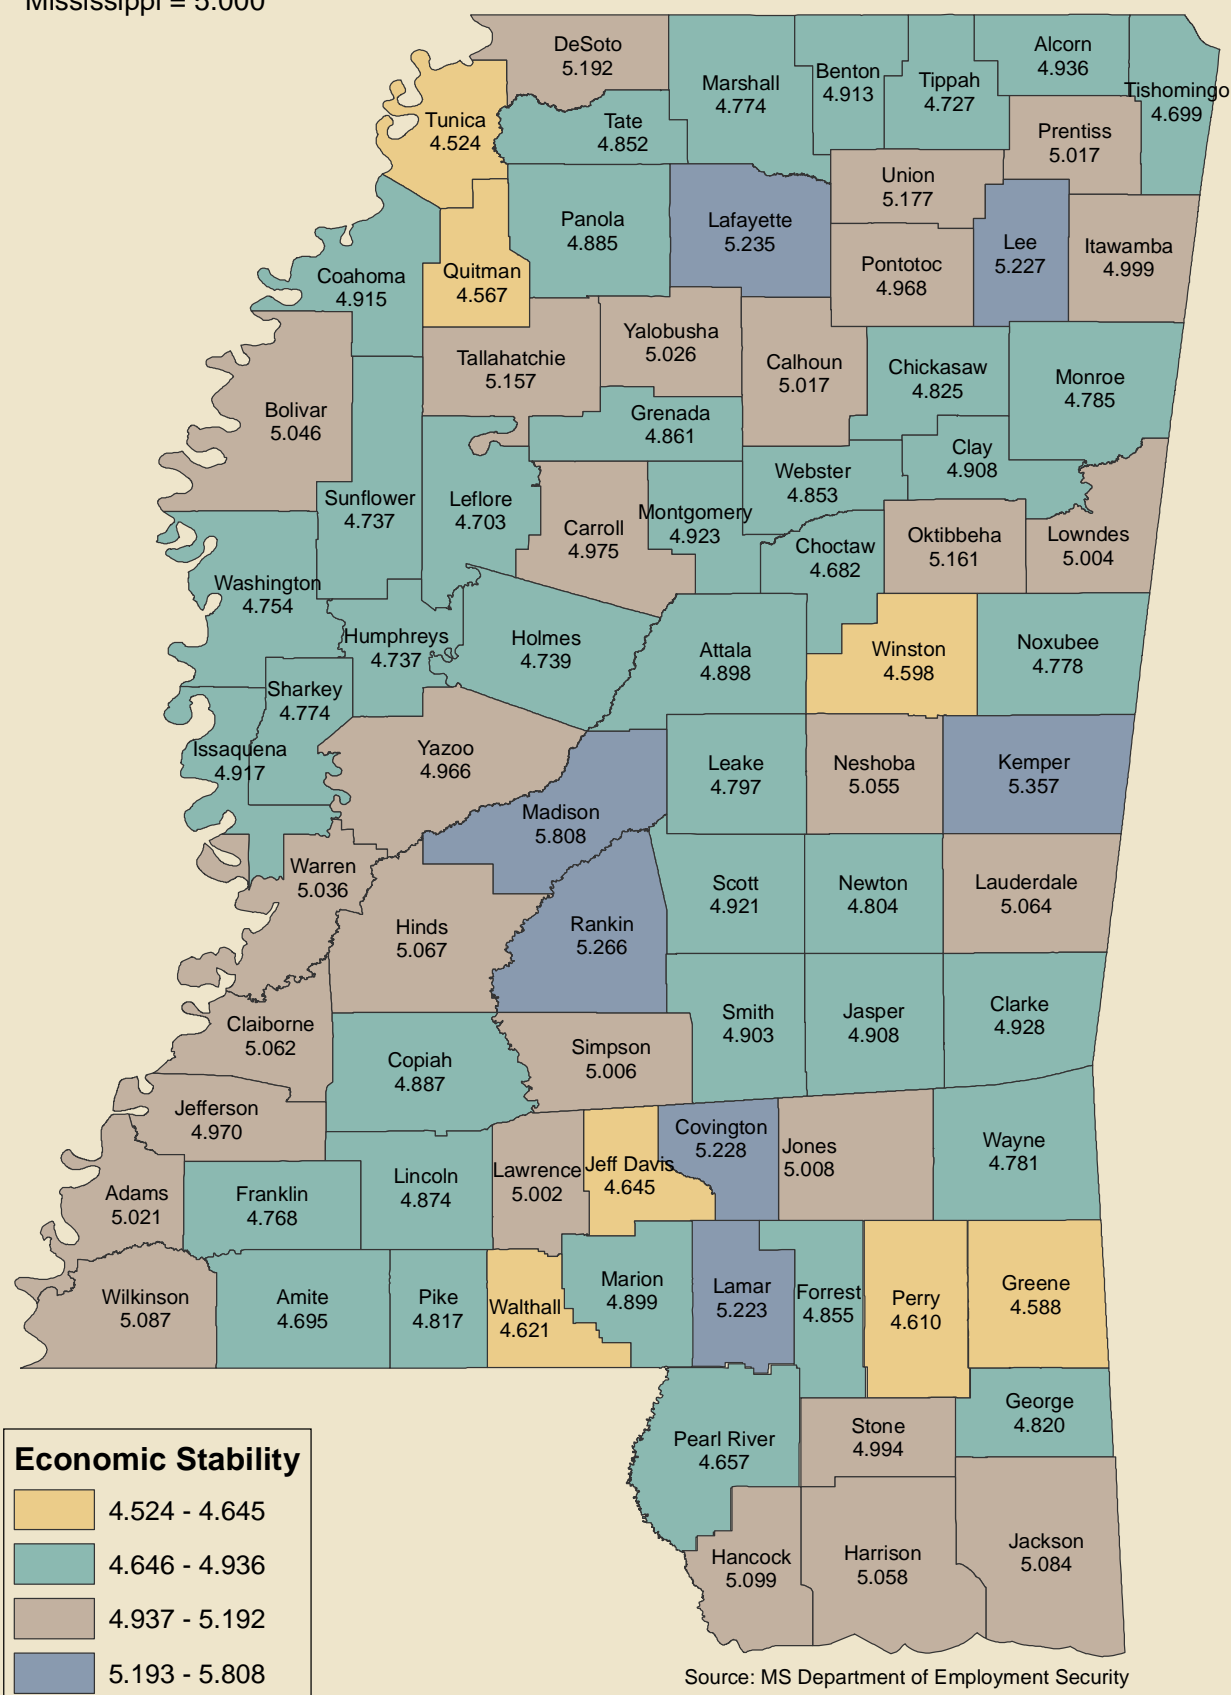 Mississippi = 5.000
DeSoto
5.192
Marshall
4.774
Benton
4.913
Tippah
4.727
Alcorn
4.936
Tishomingo
4.699
Tunica
4.524
Tate
4.852
Prentiss
5.017
Union
5.177
Panola
4.885
Lafayette
5.235
Lee
5.227
Itawamba
4.999
Pontotoc
4.968
Coahoma
4.915
Quitman
4.567
Yalobusha
5.026
Tallahatchie
5.157
Calhoun
5.017
Chickasaw
4.825
Monroe
4.785
Bolivar
5.046
Grenada
4.861
Clay
4.908
Webster
4.853
Sunflower
4.737
Leflore
4.703
Carroll
4.975
Montgomery
4.923
Choctaw
4.682
Oktibbeha
5.161
Lowndes
5.004
Washington
4.754
Humphreys
4.737
Holmes
4.739
Attala
4.898
Winston
4.598
Noxubee
4.778
Sharkey
4.774
Issaquena
4.917
Yazoo
4.966
Leake
4.797
Neshoba
5.055
Kemper
5.357
Madison
5.808
Warren
5.036
Hinds
5.067
Rankin
5.266
Scott
4.921
Newton
4.804
Lauderdale
5.064
Claiborne
5.062
Copiah
4.887
Simpson
5.006
Smith
4.903
Jasper
4.908
Clarke
4.928
Jefferson
4.970
Covington
5.228
Jones
5.008
Wayne
4.781
Adams
5.021
Franklin
4.768
Lincoln
4.874
Lawrence
5.002
Jeff Davis
4.645
Wilkinson
5.087
Amite
4.695
Pike
4.817
Walthall
4.621
Marion
4.899
Lamar
5.223
Forrest
4.855
Perry
4.610
Greene
4.588
Pearl River
4.657
Stone
4.994
George
4.820
Hancock
5.099
Harrison
5.058
Jackson
5.084
Economic Stability
4.524 - 4.645
4.646 - 4.936
4.937 - 5.192
5.193 - 5.808
Source: MS Department of Employment Security